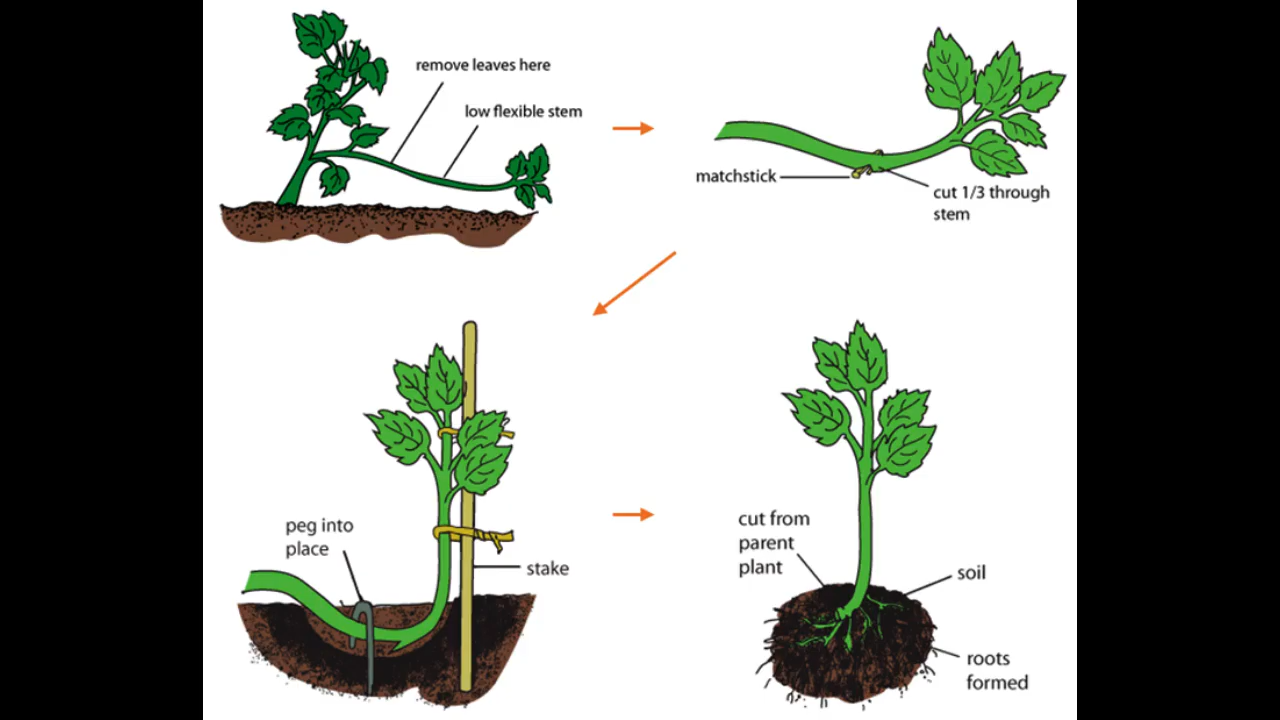 remove leaves here
low flexible stem
matchstick
cut 1/3 through
stem
peg into
place
stake
cut from
parent
plant
soil
roots
formed